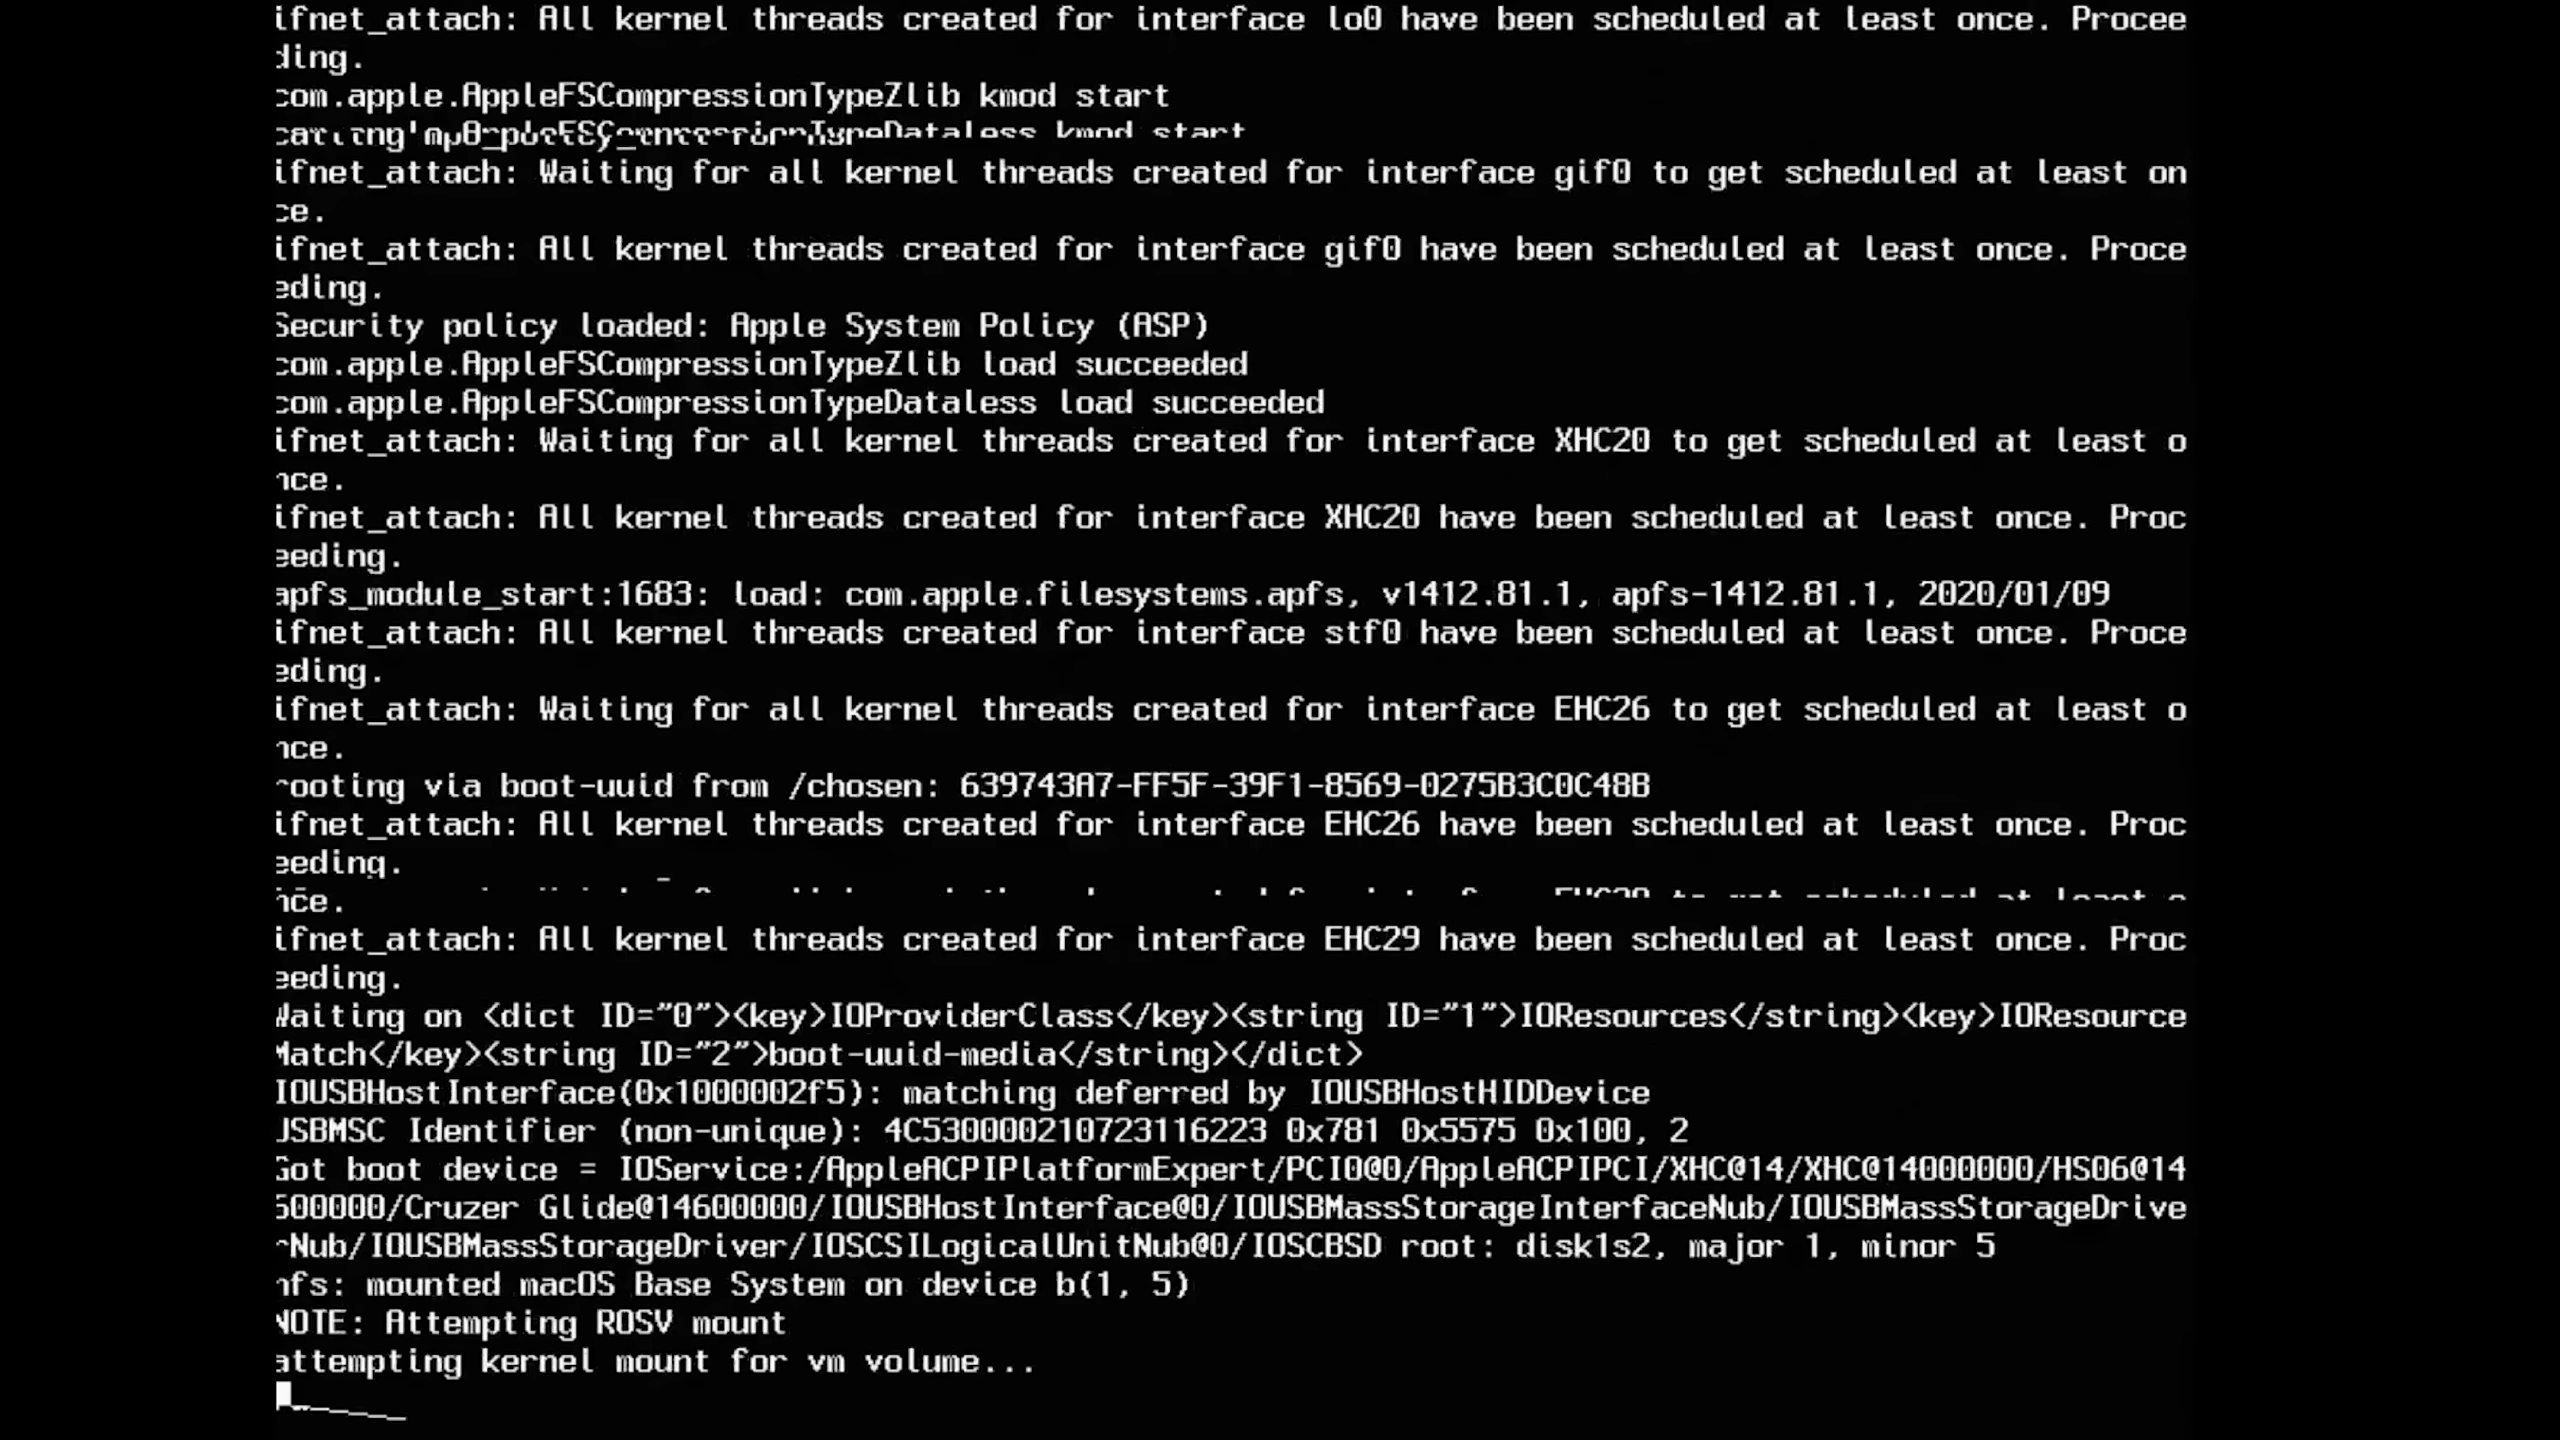 ifnet_attach: All kernel threads created for interface lo0 have been scheduled at least once. Procee
ding.
com.apple.AppleFSCompressionTypeZlib kmod start
kmod start
ifnet_attach: Waiting for all kernel threads created for interface gif0 to get scheduled at least on
ce.
ifnet_attach: All kernel threads created for interface gif0 have been scheduled at least once. Proce
eding.
Security policy loaded: Apple System Policy (ASP)
com.apple.AppleFSCompressionTypeZlib load succeeded
com.apple.AppleFSCompressionTypeDataless load succeeded
ifnet_attach: Waiting for all kernel threads created for interface XHC20 to get scheduled at least o
nce.
ifnet_attach: All kernel threads created for interface XHC20 have been scheduled at least once. Proc
eeding.
apfs_module_start:1683: load: com.apple.filesystems.apfs, v1412.81.1, apfs-1412.81.1, 2020/01/09
ifnet_attach: All kernel threads created for interface stf0 have been scheduled at least once. Proce
eding.
ifnet_attach: Waiting for all kernel threads created for interface EHC26 to get scheduled at least o
nce.
rooting via boot-uuid from /chosen: 639743A7-FF5F-39F1-8569-0275B3C0C48B
ifnet_attach: All kernel threads created for interface EHC26 have been scheduled at least once. Proc
eeding.
nce.
ifnet_attach: All kernel threads created for interface EHC29 have been scheduled at least once. Proc
eeding.
Waiting on <dict ID="0"><key>IOProviderClass</key><string ID="1">IOResources</string><key>IOResource
Match</key><string ID="2">boot-uuid-media</string></dict>
IOUSBHostInterface(0x1000002f5): matching deferred by IOUSBHostHIDDevice
USBMSC Identifier (non-unique): 4C530000210723116223 0x781 0x5575 0x100, 2
Got boot device = IOService:/AppleACPIPlatformExpert/PCI0@0/AppleACPIPCI/XHC@14/XHC@14000000/HS06@14
600000/Cruzer Glide@14600000/IOUSBHostInterface@0/IOUSBMassStorageInterfaceNub/IOUSBMassStorageDrive
rNub/IOUSBMassStorageDriver/IOSCSILogicalUnitNub@0/IOSCBSD root: disk1s2, major 1, minor 5
hfs: mounted macOS Base System on device b(1, 5)
NOTE: Attempting ROSV mount
attempting kernel mount for vm volume...